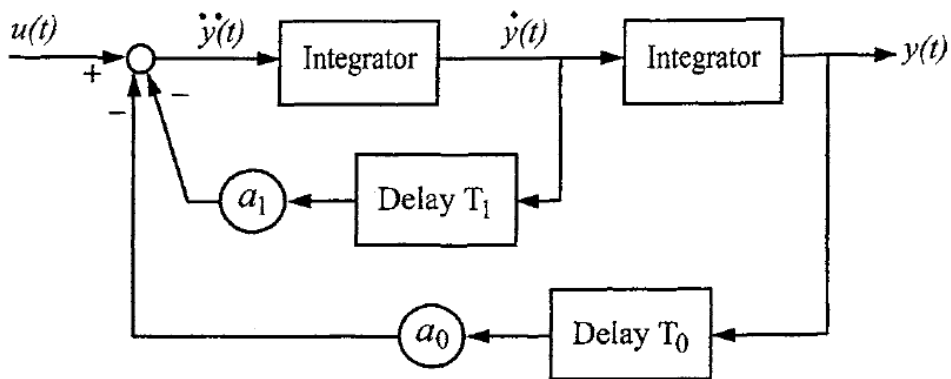 u(t)
ÿ(t)
Integrator
ẏ(t)
Integrator
y(t)
+
−
−
a₁
Delay T₁
a₀
Delay T₀